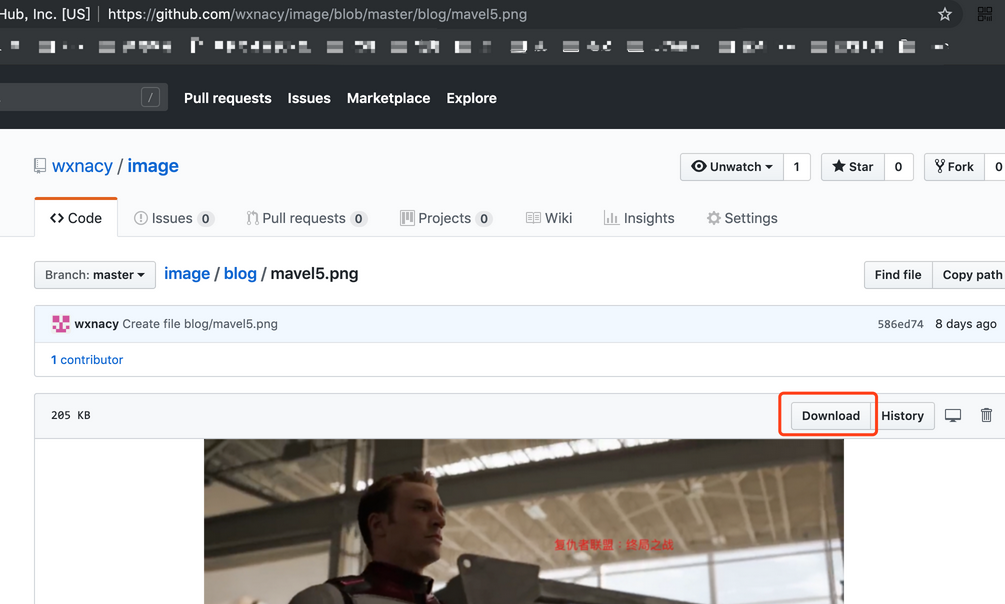 Hub, Inc. [US] | https://github.com/wxnacy/image/blob/master/blog/mavel5.png
/ Pull requests Issues Marketplace Explore
wxnacy / image Unwatch 1 Star 0 Fork 0
Code Issues 0 Pull requests 0 Projects 0 Wiki Insights Settings
Branch: master image / blog / mavel5.png Find file Copy path
wxnacy Create file blog/mavel5.png 586ed74 8 days ago
1 contributor
205 KB Download History
复仇者联盟：终局之战